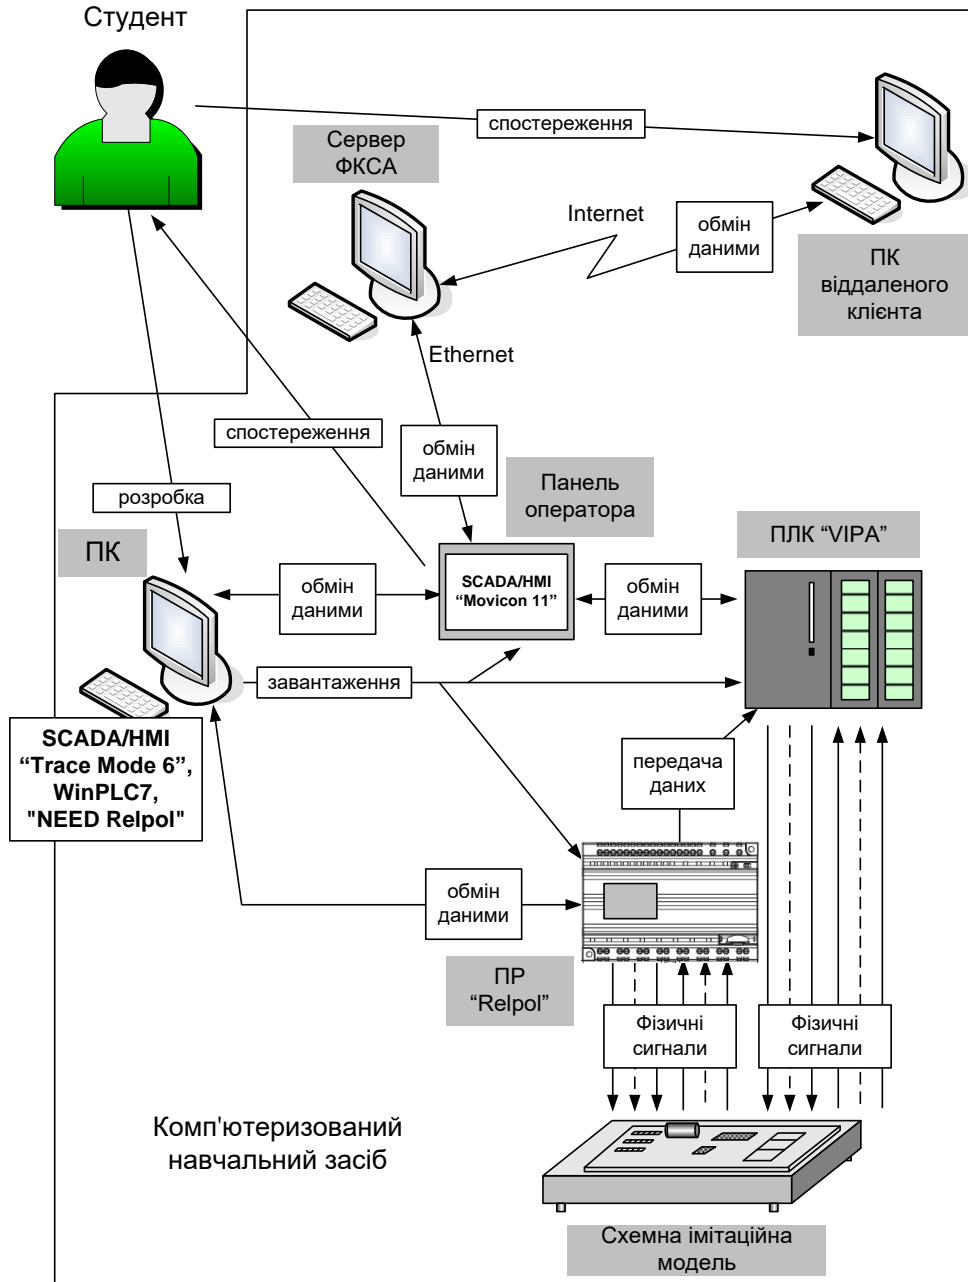 Студент
спостереження
Сервер
ФКСА
Internet
обмін
даними
ПК
віддаленого
клієнта
Ethernet
спостереження
обмін
даними
розробка
Панель
оператора
ПК
ПЛК “VIPA”
обмін
даними
SCADA/HMI
“Movicon 11”
обмін
даними
завантаження
SCADA/HMI
“Trace Mode 6”,
WinPLC7,
"NEED Relpol"
передача
даних
обмін
даними
ПР
“Relpol”
Фізичні
сигнали
Фізичні
сигнали
Комп'ютеризований
навчальний засіб
Схемна імітаційна
модель